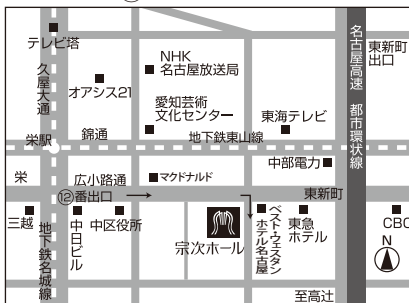 テレビ塔
久屋大通
NHK
名古屋放送局
オアシス21
愛知芸術
文化センター
東海テレビ
名古屋高速 都市環状線
東新町
出口
栄駅
錦通
地下鉄東山線
中部電力
栄
広小路通
マクドナルド
東新町
⑫番出口
三越
地下鉄名城線
中日ビル
中区役所
宗次ホール
ベスト・ウェスタン
ホテル名古屋
東急
ホテル
CBC
N
至高辻